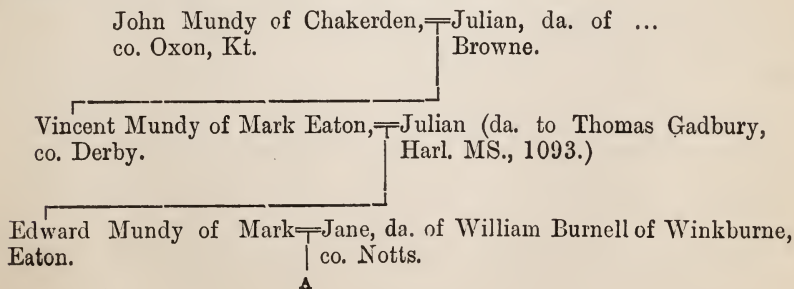 John Mundy of Chakerden,
co. Oxon, Kt.
Julian, da. of ...
Browne.
Vincent Mundy of Mark Eaton,
co. Derby.
Julian (da. to Thomas Gadbury,
Harl. MS., 1093.)
Edward Mundy of Mark
Eaton.
Jane, da. of William Burnell of Winkburne,
co. Notts.
A